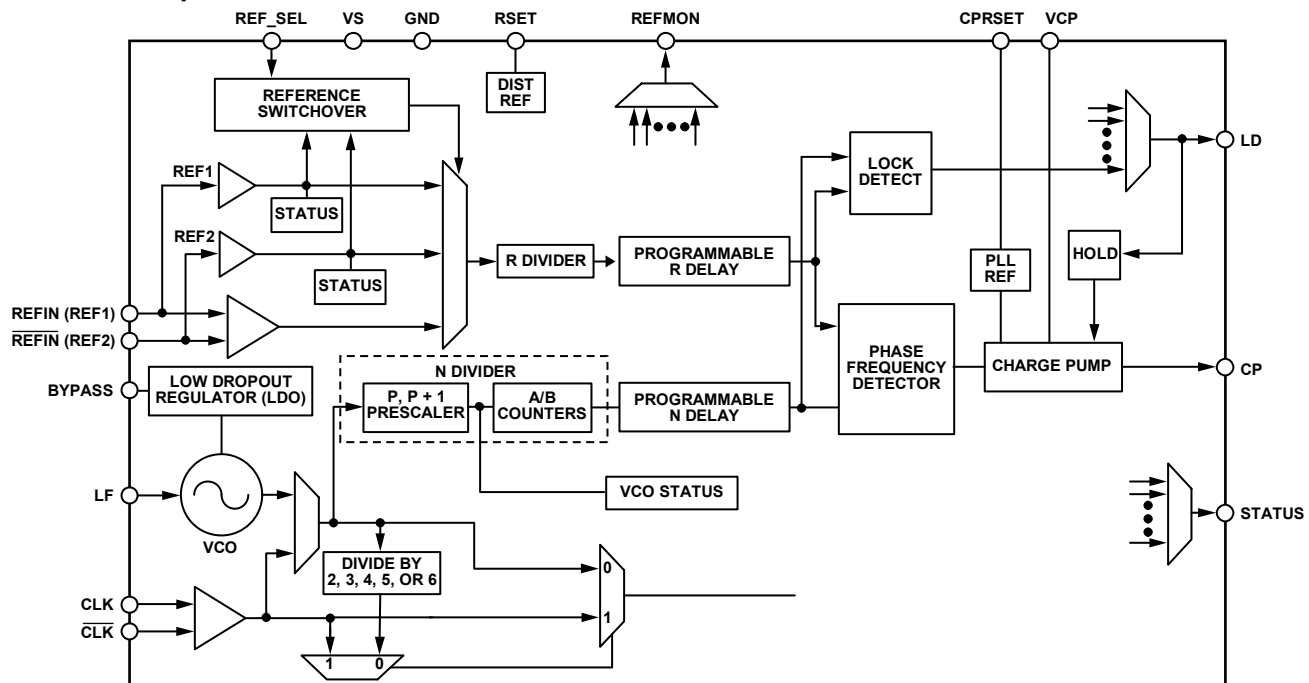 REF_SEL
VS
GND
RSET
REFMON
CPRSET
VCP
REFERENCE
SWITCHOVER
DIST
REF
LD
LOCK
DETECT
REF1
STATUS
REF2
STATUS
R DIVIDER
PROGRAMMABLE
R DELAY
PLL
REF
HOLD
REFIN (REF1)
REFIN (REF2)
BYPASS
LOW DROPOUT
REGULATOR (LDO)
N DIVIDER
P, P + 1
PRESCALER
A/B
COUNTERS
PROGRAMMABLE
N DELAY
PHASE
FREQUENCY
DETECTOR
CHARGE PUMP
CP
LF
VCO
VCO STATUS
STATUS
DIVIDE BY
2, 3, 4, 5, OR 6
0
1
CLK
CLK
1 0